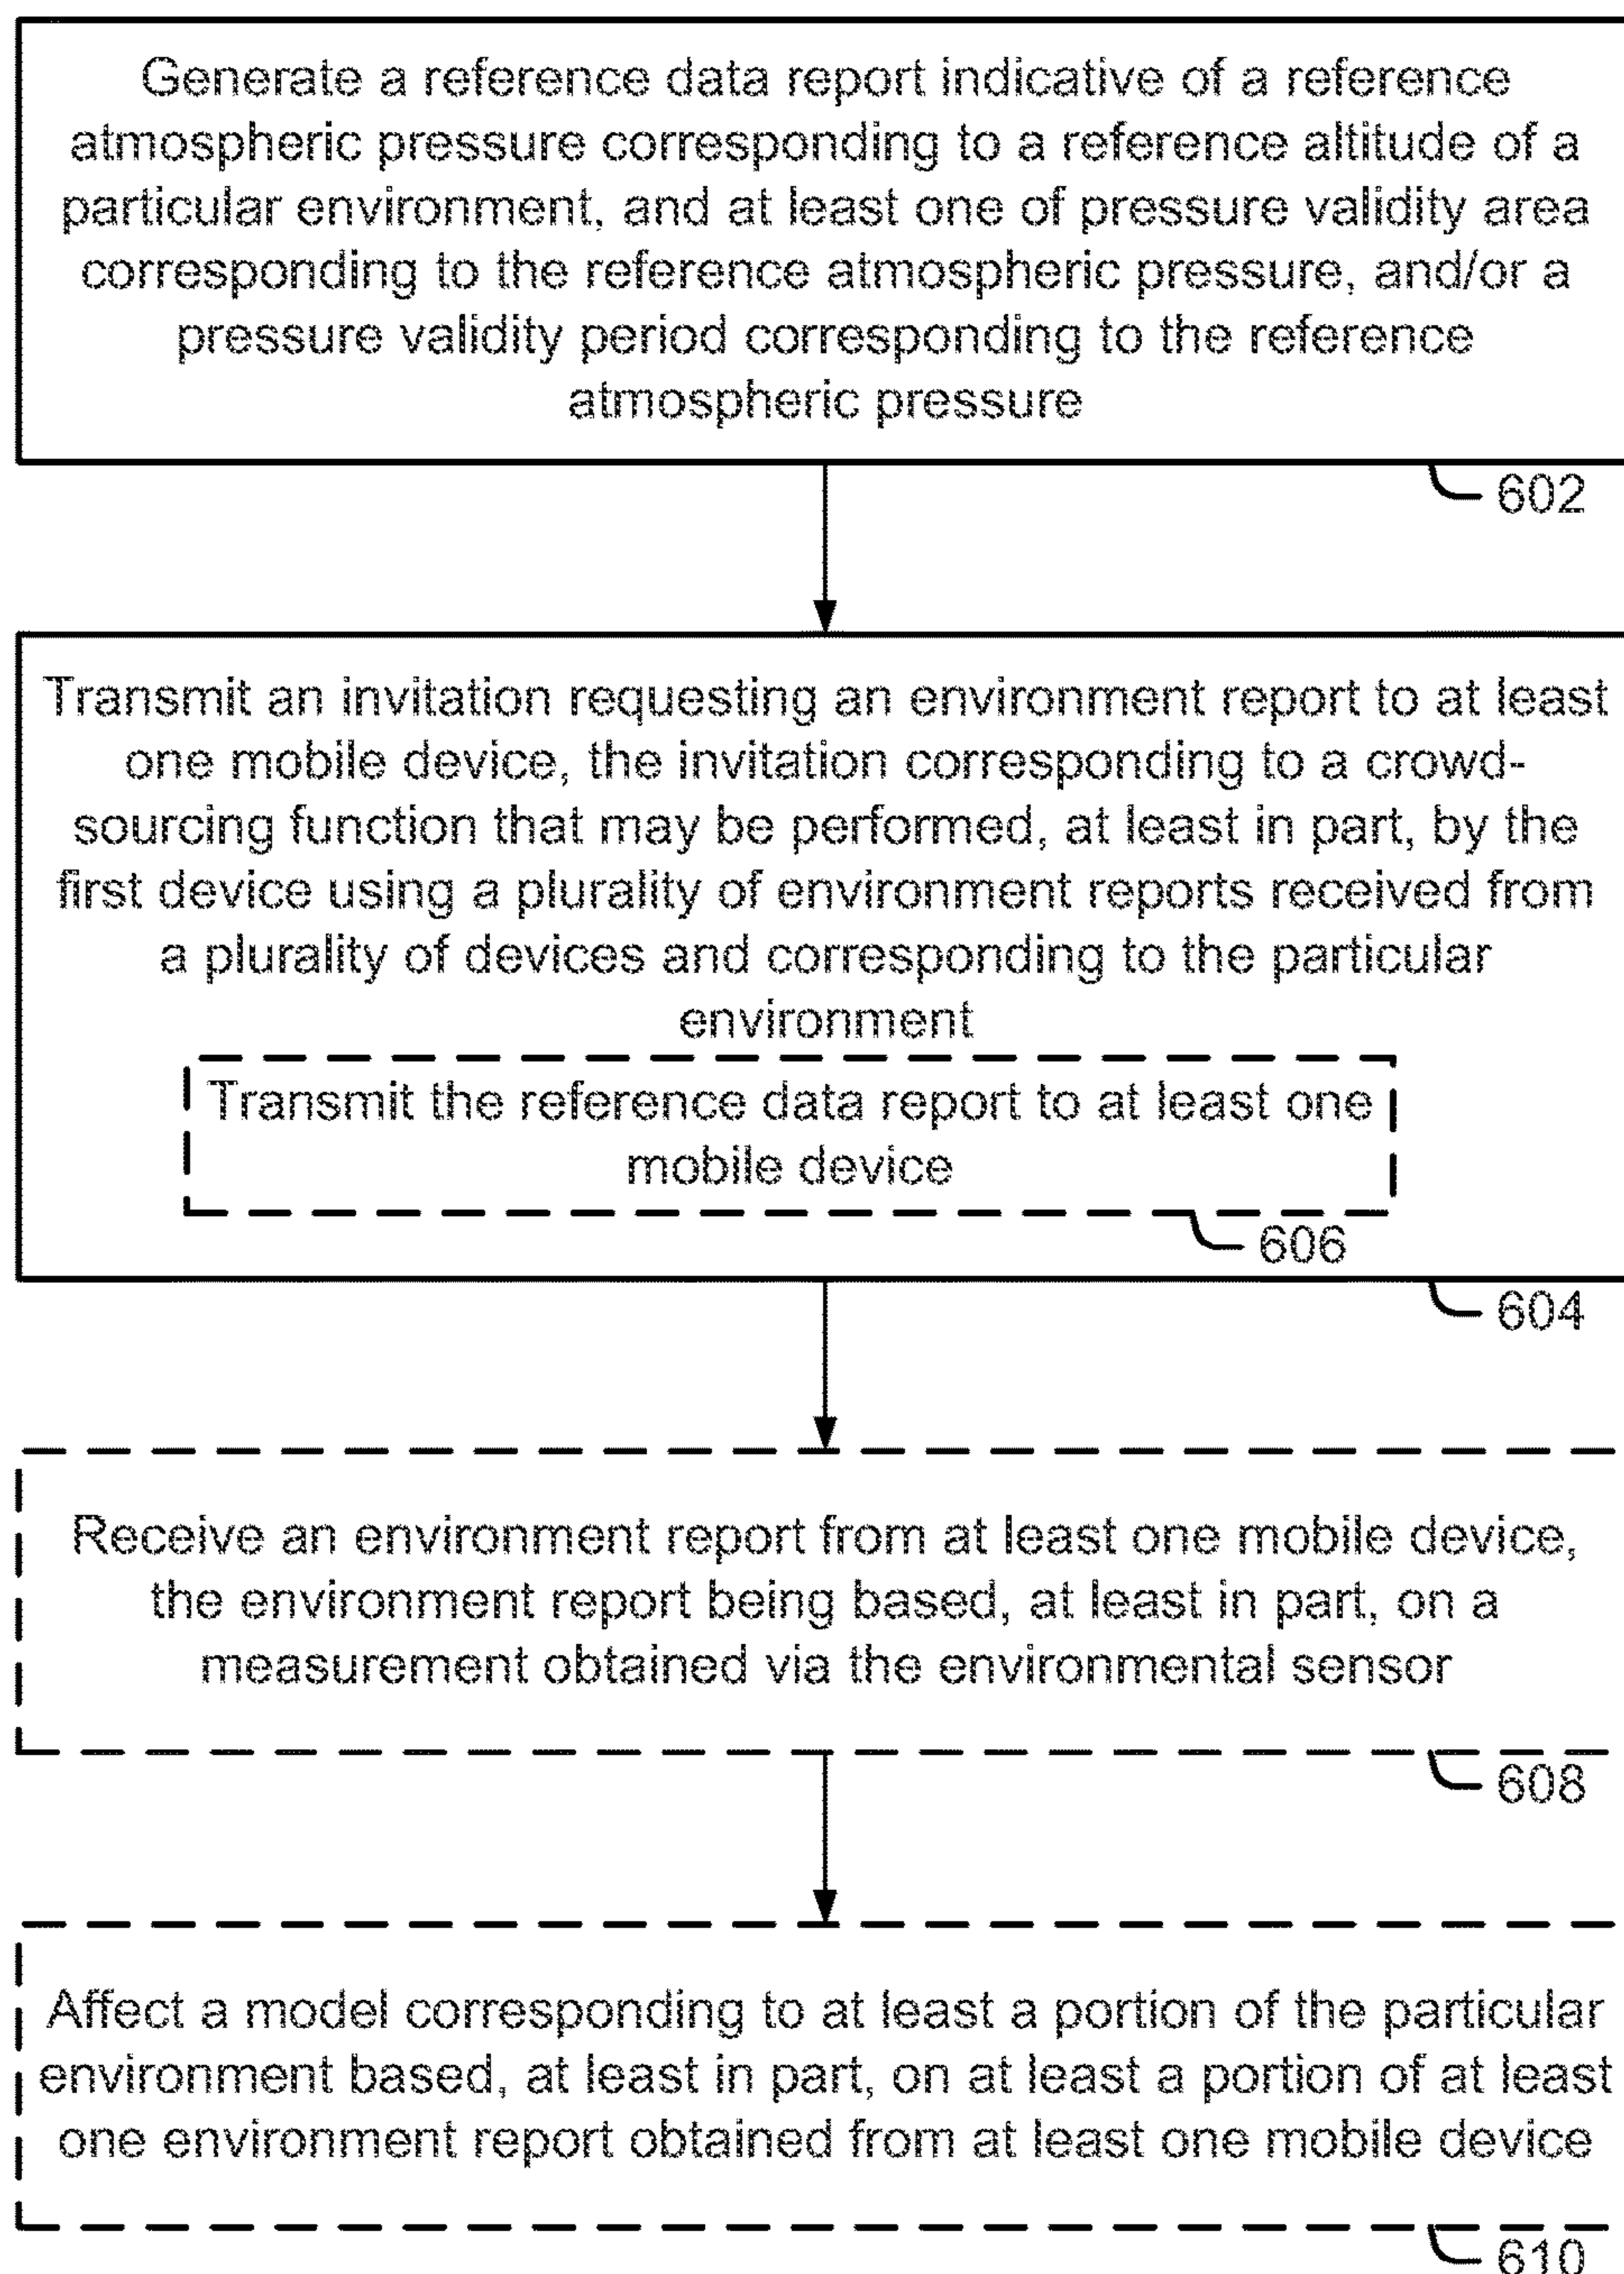 Generate a reference data report indicative of a reference
atmospheric pressure corresponding to a reference altitude of a
particular environment, and at least one of pressure validity area
corresponding to the reference atmospheric pressure, and/or a
pressure validity period corresponding to the reference
atmospheric pressure
602
Transmit an invitation requesting an environment report to at least
one mobile device, the invitation corresponding to a crowd-
sourcing function that may be performed, at least in part, by the
first device using a plurality of environment reports received from
a plurality of devices and corresponding to the particular
environment
Transmit the reference data report to at least one
mobile device
606
604
Receive an environment report from at least one mobile device,
the environment report being based, at least in part, on a
measurement obtained via the environmental sensor
608
Affect a model corresponding to at least a portion of the particular
environment based, at least in part, on at least a portion of at least
one environment report obtained from at least one mobile device
610